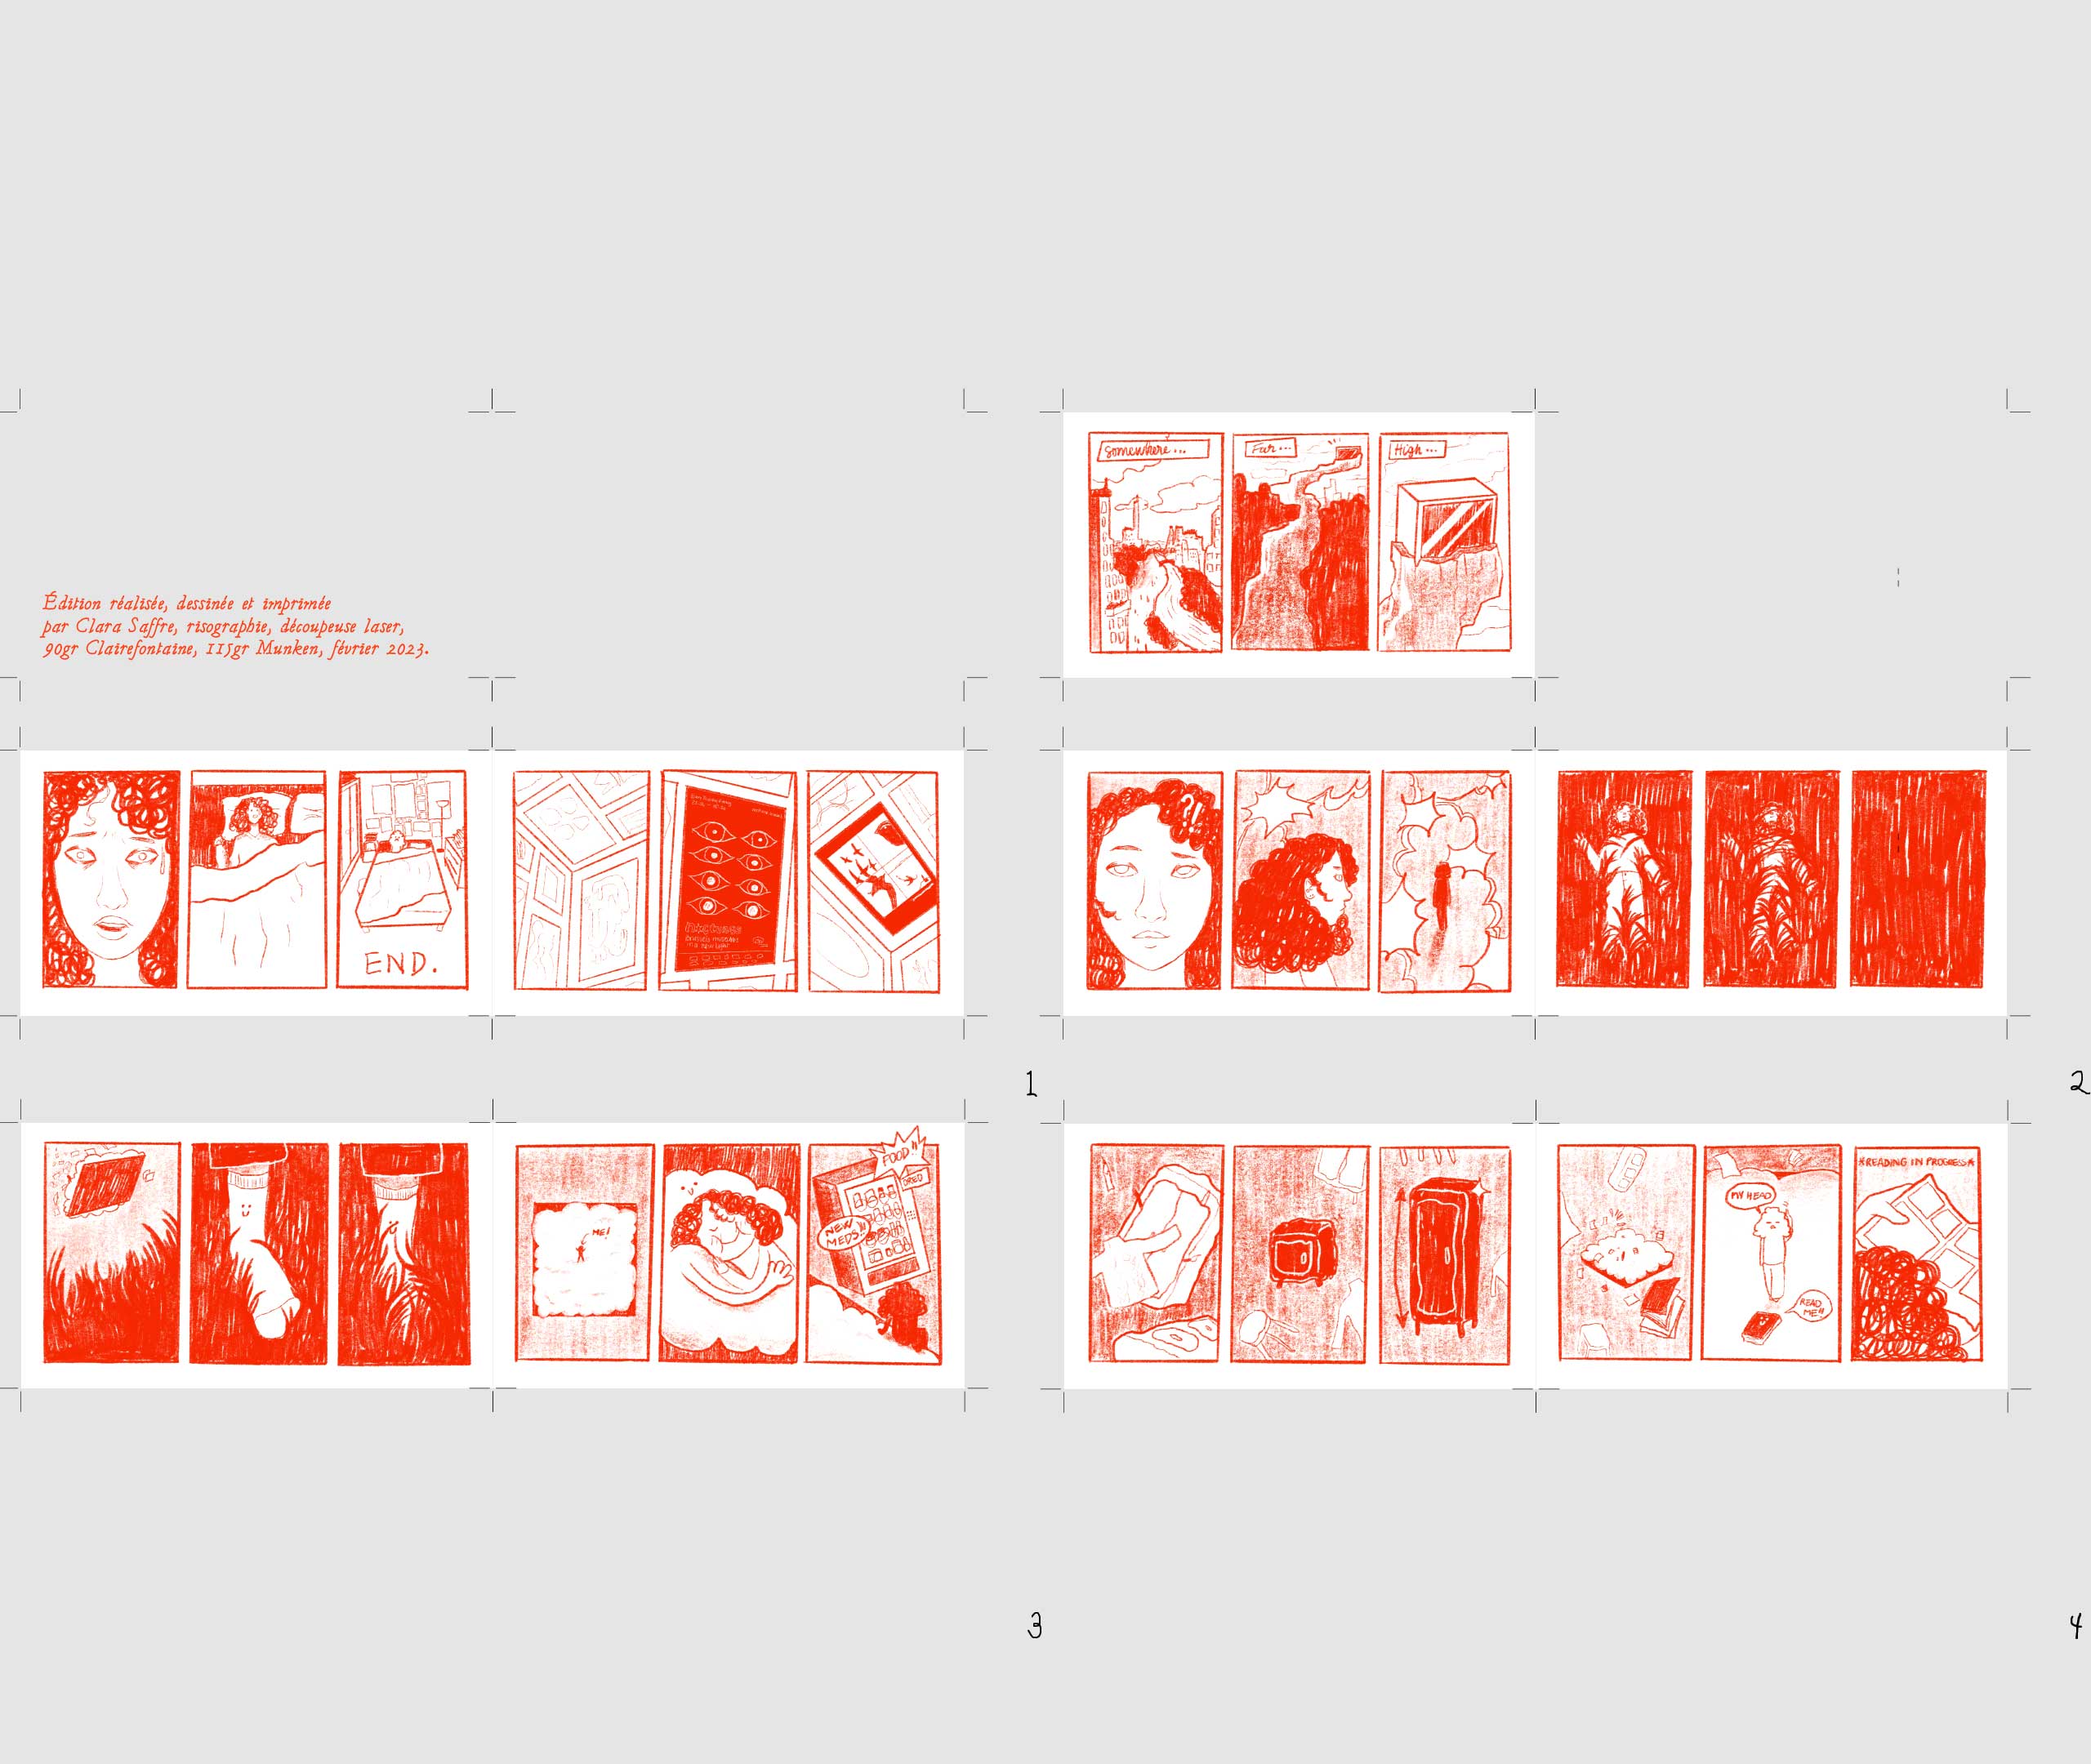 Somewhere...
Far...
High...
Édition réalisée, dessinée et imprimée
par Clara Saffre, risographie, découpeuse laser,
90gr Clairefontaine, 115gr Munken, février 2023.
END.
?!
1
2
ME!
FOOD!!
NEW
MEDS!!
MY HEAD
READ
ME!!
*READING IN PROGRESS*
3
4